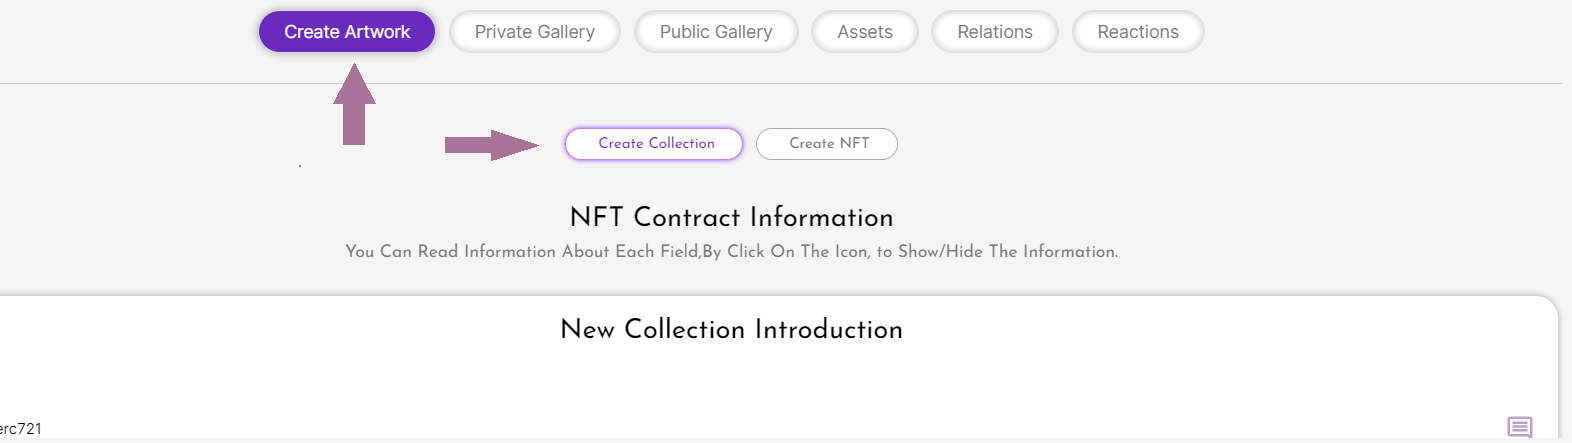 Create Artwork Private Gallery Public Gallery Assets Relations Reactions
Create Collection Create NFT
NFT Contract Information
You Can Read Information About Each Field,By Click On The Icon, to Show/Hide The Information.
New Collection Introduction
erc721